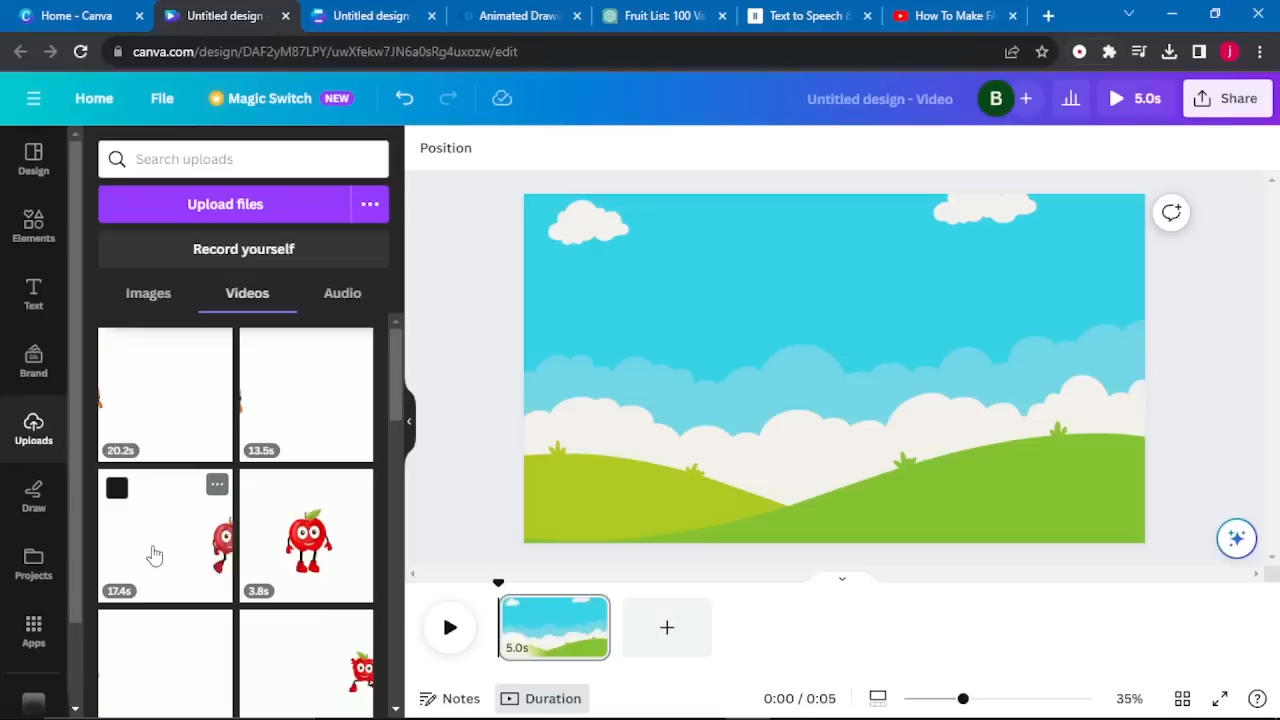 Home - Canva
Untitled design -
Untitled design -
Animated Drawi
Fruit List: 100 Va
Text to Speech &
How To Make FA
canva.com/design/DAF2yM87LPY/uwXfekw7JN6a0sRg4uxozw/edit
j
Home
File
Magic Switch
NEW
Untitled design - Video
B
5.0s
Share
Design
Elements
Text
Brand
Uploads
Draw
Projects
Apps
Search uploads
Upload files
Record yourself
Images
Videos
Audio
20.2s
13.5s
17.4s
3.8s
Position
5.0s
Notes
Duration
0:00 / 0:05
35%